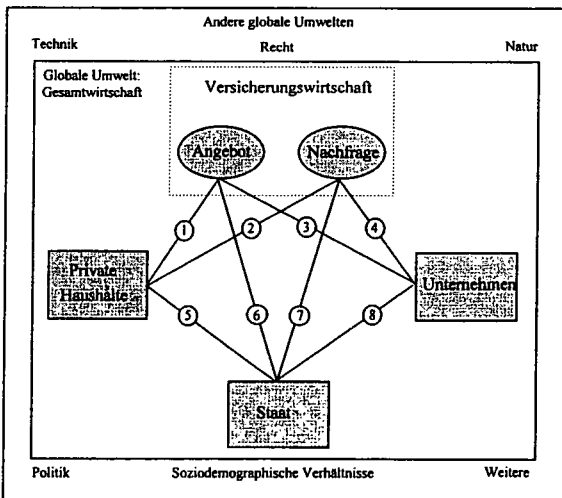 Andere globale Umwelten
Technik Recht Natur
Globale Umwelt:
Gesamtwirtschaft
Versicherungswirtschaft
Angebot Nachfrage
1 2 3 4
Private
Haushalte
Unternehmen
5 6 7 8
Staat
Politik Soziodemographische Verhältnisse Weitere